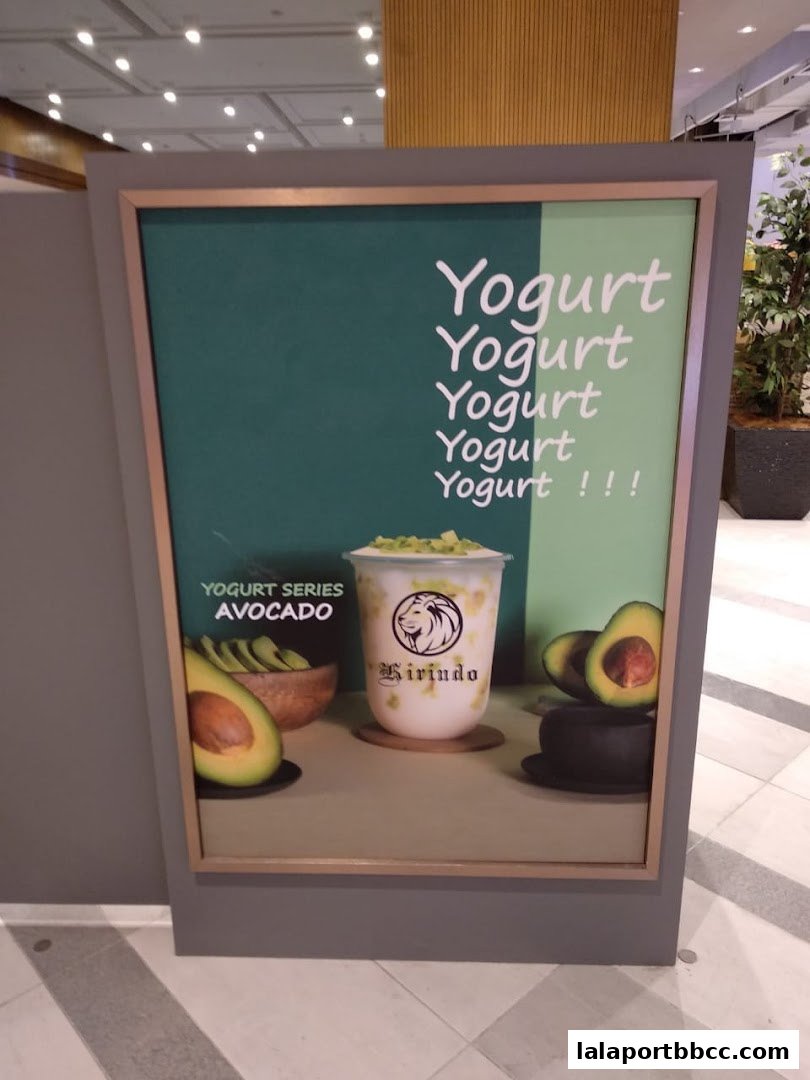 Yogurt
Yogurt
Yogurt
Yogurt
Yogurt ! ! !
YOGURT SERIES
AVOCADO
Kirindo
lalaportbbcc.com